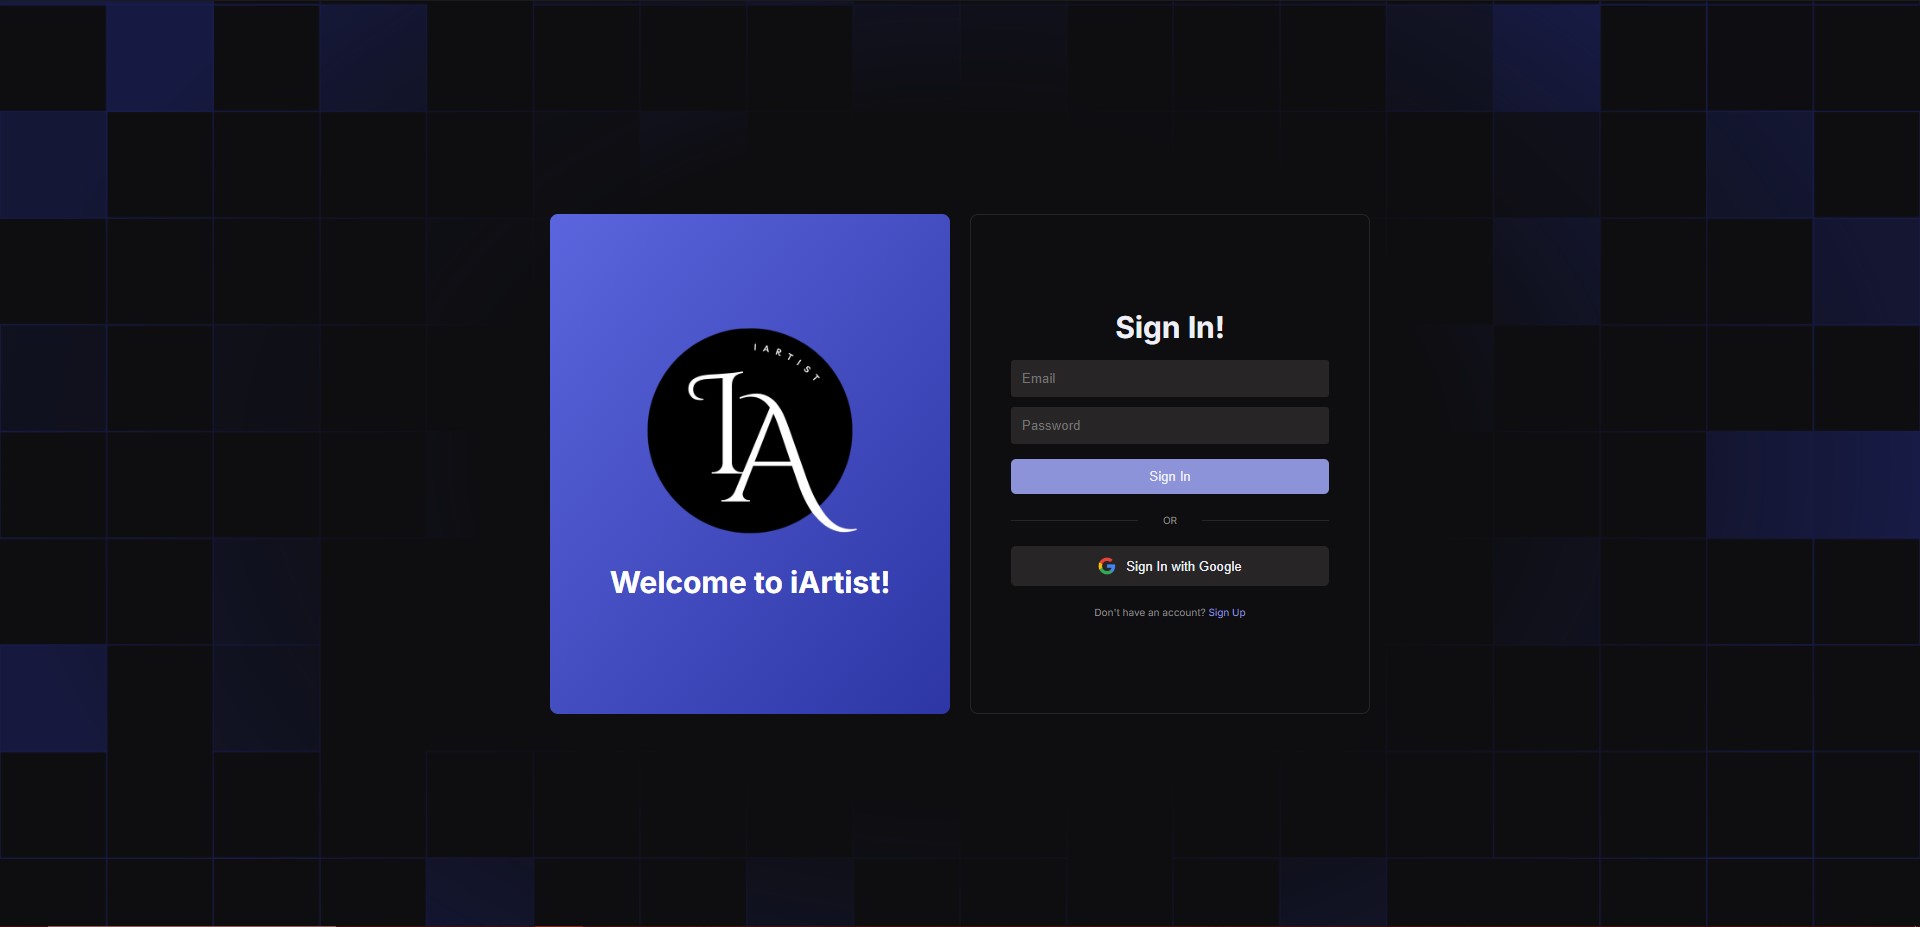 IARTIST
IA
Welcome to iArtist!
Sign In!
Email
Password
Sign In
OR
Sign In with Google
Don't have an account? Sign Up